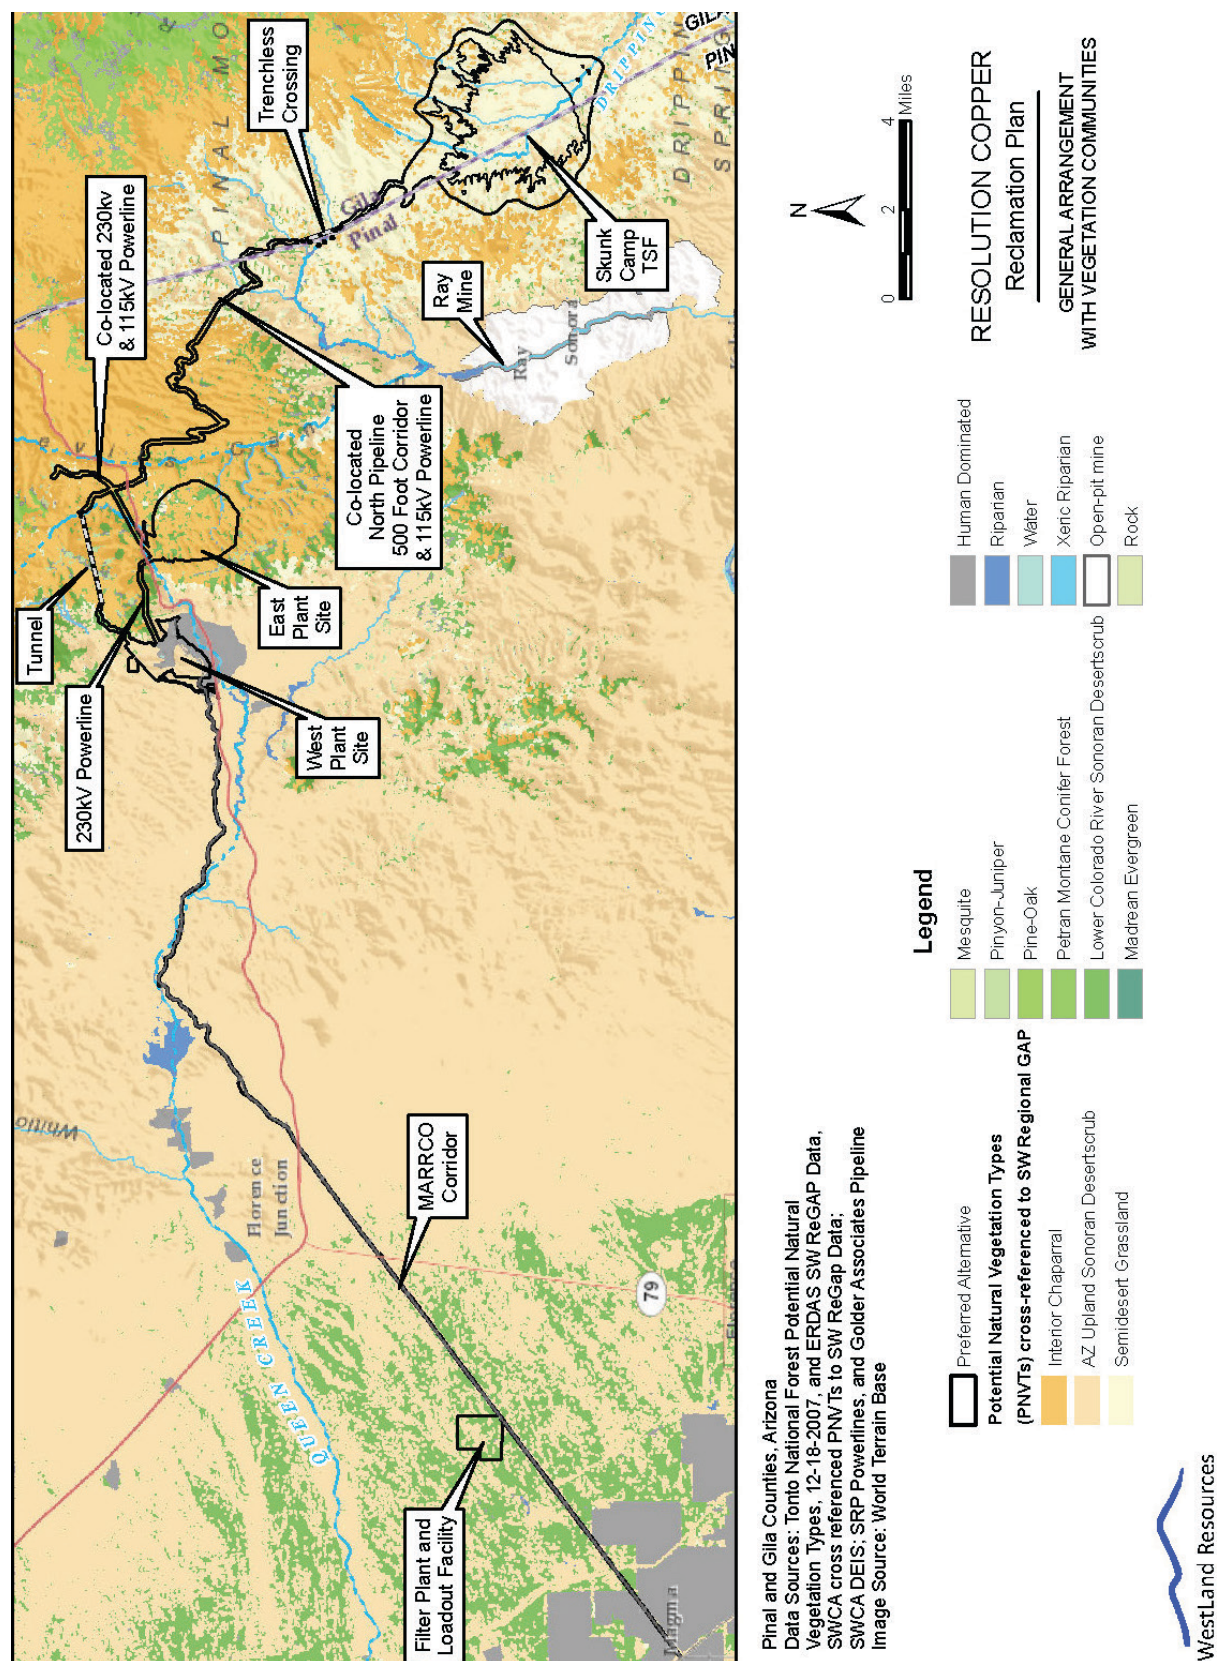 Tunnel
230kV Powerline
Co-located 230kv
& 115kV Powerline
PINAL MO
Trenchless
Crossing
GILA
PIN
DRIPPING
Gila
Pinal
Whitlo
QUEEN CREEK
Florence
Junction
West
Plant
Site
East
Plant
Site
Co-located
North Pipeline
500 Foot Corridor
& 115kV Powerline
Ray
Mine
Ray
Sonora
Skunk
Camp
TSF
DRIPPIN
SPRING
MARRCO
Corridor
79
Filter Plant and
Loadout Facility
Magma
Pinal and Gila Counties, Arizona
Data Sources: Tonto National Forest Potential Natural
Vegetation Types, 12-18-2007, and ERDAS SW ReGAP Data,
SWCA cross referenced PNVTs to SW ReGap Data;
SWCA DEIS; SRP Powerlines, and Golder Associates Pipeline
Image Source: World Terrain Base
N
0 2 4
Miles
Legend
Preferred Alternative
Potential Natural Vegetation Types
(PNVTs) cross-referenced to SW Regional GAP
Interior Chaparral
AZ Upland Sonoran Desertscrub
Semidesert Grassland
Mesquite
Pinyon-Juniper
Pine-Oak
Petran Montane Conifer Forest
Lower Colorado River Sonoran Desertscrub
Madrean Evergreen
Human Dominated
Riparian
Water
Xeric Riparian
Open-pit mine
Rock
RESOLUTION COPPER
Reclamation Plan
GENERAL ARRANGEMENT
WITH VEGETATION COMMUNITIES
WestLand Resources